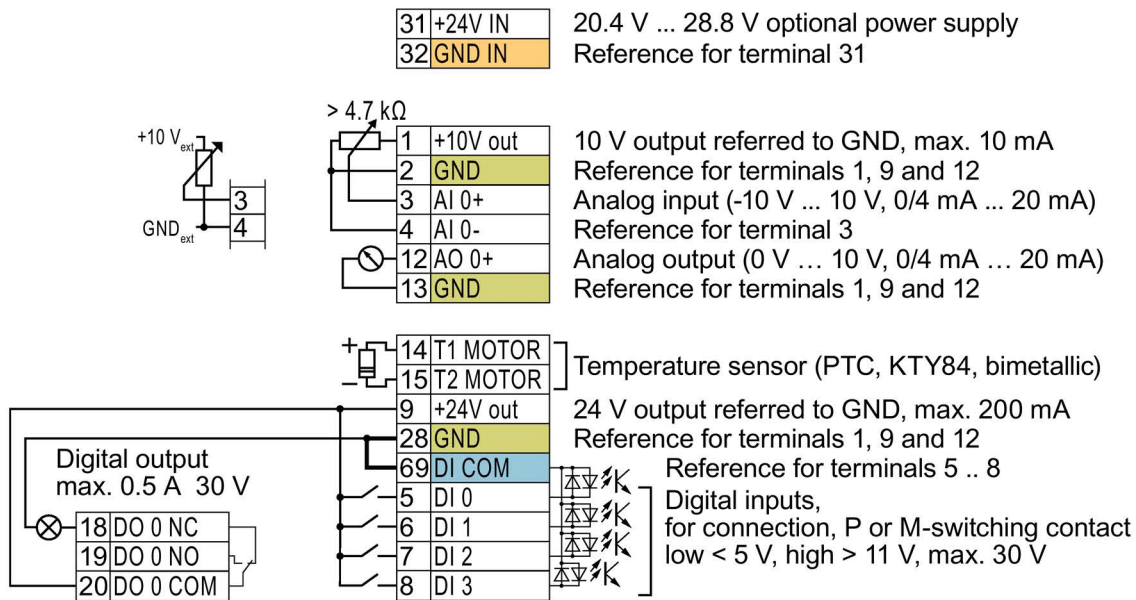 31 +24V IN 20.4 V ... 28.8 V optional power supply
32 GND IN Reference for terminal 31
> 4.7 kΩ
+10 Vext
3
GNDext 4
1 +10V out 10 V output referred to GND, max. 10 mA
2 GND Reference for terminals 1, 9 and 12
3 AI 0+ Analog input (-10 V ... 10 V, 0/4 mA ... 20 mA)
4 AI 0- Reference for terminal 3
12 AO 0+ Analog output (0 V … 10 V, 0/4 mA … 20 mA)
13 GND Reference for terminals 1, 9 and 12
+ 14 T1 MOTOR
− 15 T2 MOTOR
Temperature sensor (PTC, KTY84, bimetallic)
9 +24V out 24 V output referred to GND, max. 200 mA
28 GND Reference for terminals 1, 9 and 12
69 DI COM Reference for terminals 5 .. 8
5 DI 0
6 DI 1
7 DI 2
8 DI 3
Digital inputs,
for connection, P or M-switching contact
low < 5 V, high > 11 V, max. 30 V
Digital output
max. 0.5 A 30 V
18 DO 0 NC
19 DO 0 NO
20 DO 0 COM